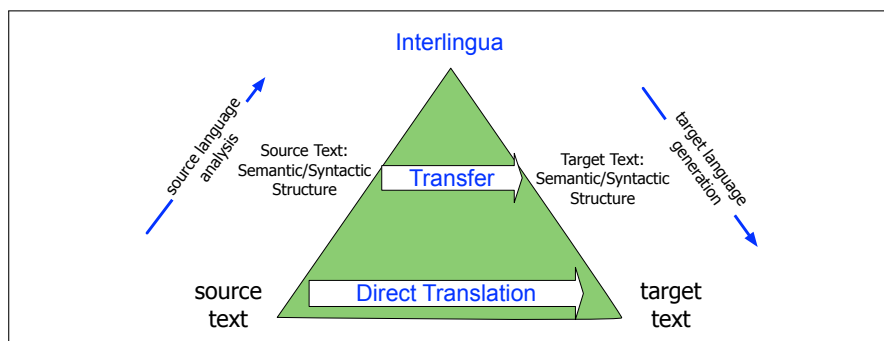 Interlingua
source language
analysis
Source Text:
Semantic/Syntactic
Structure
Transfer
Target Text:
Semantic/Syntactic
Structure
target language
generation
source
text
Direct Translation
target
text